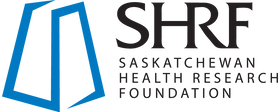 SHRF
SASKATCHEWAN
HEALTH RESEARCH
FOUNDATION